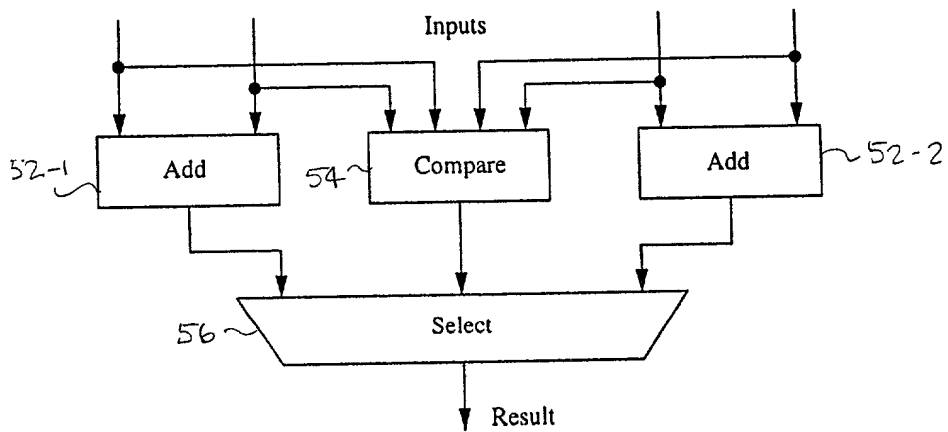 Inputs
52-1
Add
54
Compare
Add
52-2
56
Select
Result